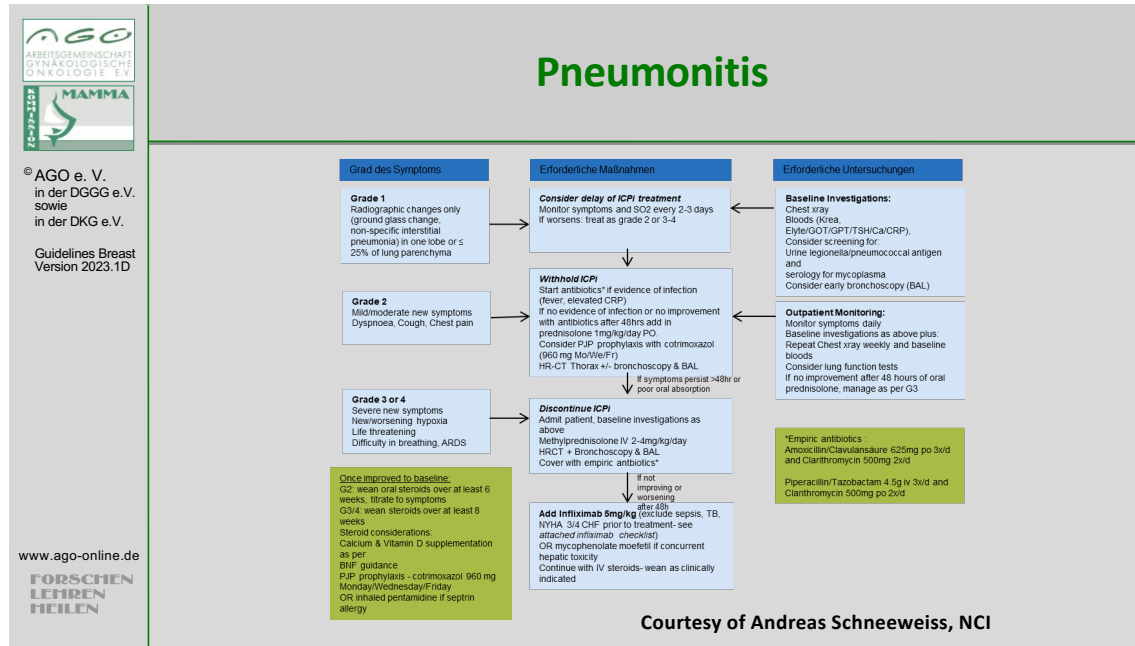 AGO
ARBEITSGEMEINSCHAFT
GYNÄKOLOGISCHE
ONKOLOGIE E.V.
KOMMISSION
MAMMA
© AGO e. V.
in der DGGG e.V.
sowie
in der DKG e.V.
Guidelines Breast
Version 2023.1D
www.ago-online.de
FORSCHEN
LEHREN
HEILEN
Pneumonitis
Grad des Symptoms
Grade 1
Radiographic changes only
(ground glass change,
non-specific interstitial
pneumonia) in one lobe or ≤
25% of lung parenchyma
Grade 2
Mild/moderate new symptoms
Dyspnoea, Cough, Chest pain
Grade 3 or 4
Severe new symptoms
New/worsening hypoxia
Life threatening
Difficulty in breathing, ARDS
Once improved to baseline:
G2: wean oral steroids over at least 6
weeks, titrate to symptoms
G3/4: wean steroids over at least 8
weeks
Steroid considerations:
Calcium & Vitamin D supplementation
as per
BNF guidance
PJP prophylaxis - cotrimoxazol 960 mg
Monday/Wednesday/Friday
OR inhaled pentamidine if septrin
allergy
Erforderliche Maßnahmen
Consider delay of ICPi treatment
Monitor symptoms and SO2 every 2-3 days
If worsens: treat as grade 2 or 3-4
Withhold ICPi
Start antibiotics* if evidence of infection
(fever, elevated CRP)
If no evidence of infection or no improvement
with antibiotics after 48hrs add in
prednisolone 1mg/kg/day PO.
Consider PJP prophylaxis with cotrimoxazol
(960 mg Mo/We/Fr)
HR-CT Thorax +/- bronchoscopy & BAL
If symptoms persist >48hr or
poor oral absorption
Discontinue ICPi
Admit patient, baseline investigations as
above
Methylprednisolone IV 2-4mg/kg/day
HRCT + Bronchoscopy & BAL
Cover with empiric antbiotics*
If not
improving or
worsening
after 48h
Add Infliximab 5mg/kg (exclude sepsis, TB,
NYHA 3/4 CHF prior to treatment- see
attached infliximab checklist)
OR mycophenolate moefetil if concurrent
hepatic toxicity
Continue with IV steroids- wean as clinically
indicated
Erforderliche Untersuchungen
Baseline Investigations:
Chest xray
Bloods (Krea,
Elyte/GOT/GPT/TSH/Ca/CRP),
Consider screening for:
Urine legionella/pneumococcal antigen
and
serology for mycoplasma
Consider early bronchoscopy (BAL)
Outpatient Monitoring:
Monitor symptoms daily
Baseline investigations as above plus:
Repeat Chest xray weekly and baseline
bloods
Consider lung function tests
If no improvement after 48 hours of oral
prednisolone, manage as per G3
*Empiric antibiotics :
Amoxicillin/Clavulansäure 625mg po 3x/d
and Clarithromycin 500mg 2x/d
Piperacillin/Tazobactam 4.5g iv 3x/d and
Clarithromycin 500mg po 2x/d
Courtesy of Andreas Schneeweiss, NCI